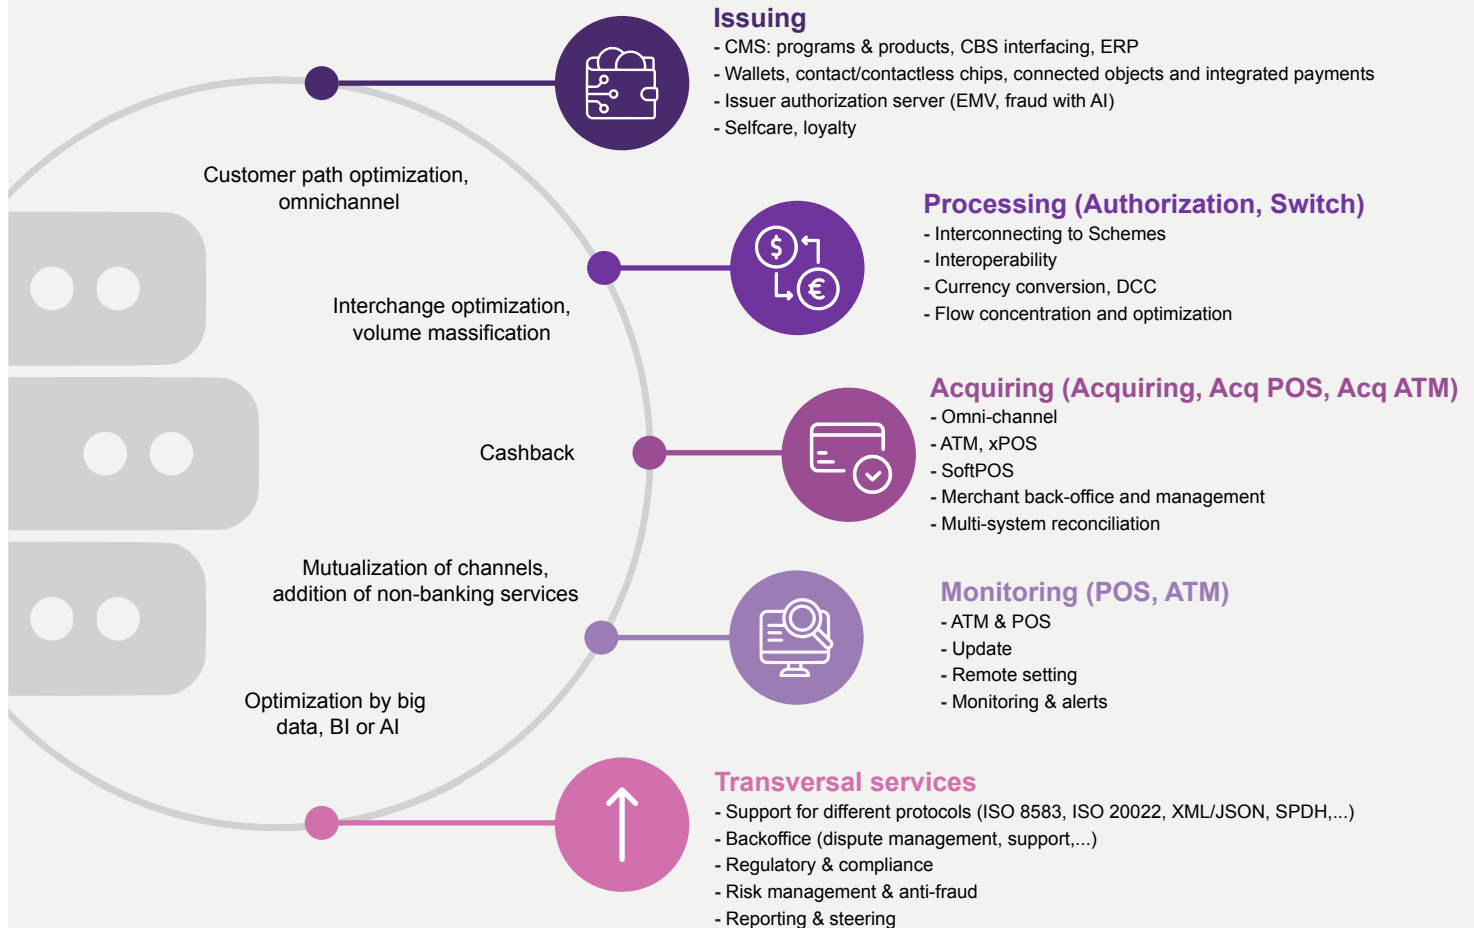 Issuing
- CMS: programs & products, CBS interfacing, ERP
- Wallets, contact/contactless chips, connected objects and integrated payments
- Issuer authorization server (EMV, fraud with AI)
- Selfcare, loyalty
Customer path optimization,
omnichannel
Processing (Authorization, Switch)
- Interconnecting to Schemes
- Interoperability
- Currency conversion, DCC
- Flow concentration and optimization
$
€
Interchange optimization,
volume massification
Acquiring (Acquiring, Acq POS, Acq ATM)
- Omni-channel
- ATM, xPOS
- SoftPOS
- Merchant back-office and management
- Multi-system reconciliation
Cashback
Mutualization of channels,
addition of non-banking services
Monitoring (POS, ATM)
- ATM & POS
- Update
- Remote setting
- Monitoring & alerts
Optimization by big
data, BI or AI
Transversal services
- Support for different protocols (ISO 8583, ISO 20022, XML/JSON, SPDH,...)
- Backoffice (dispute management, support,...)
- Regulatory & compliance
- Risk management & anti-fraud
- Reporting & steering